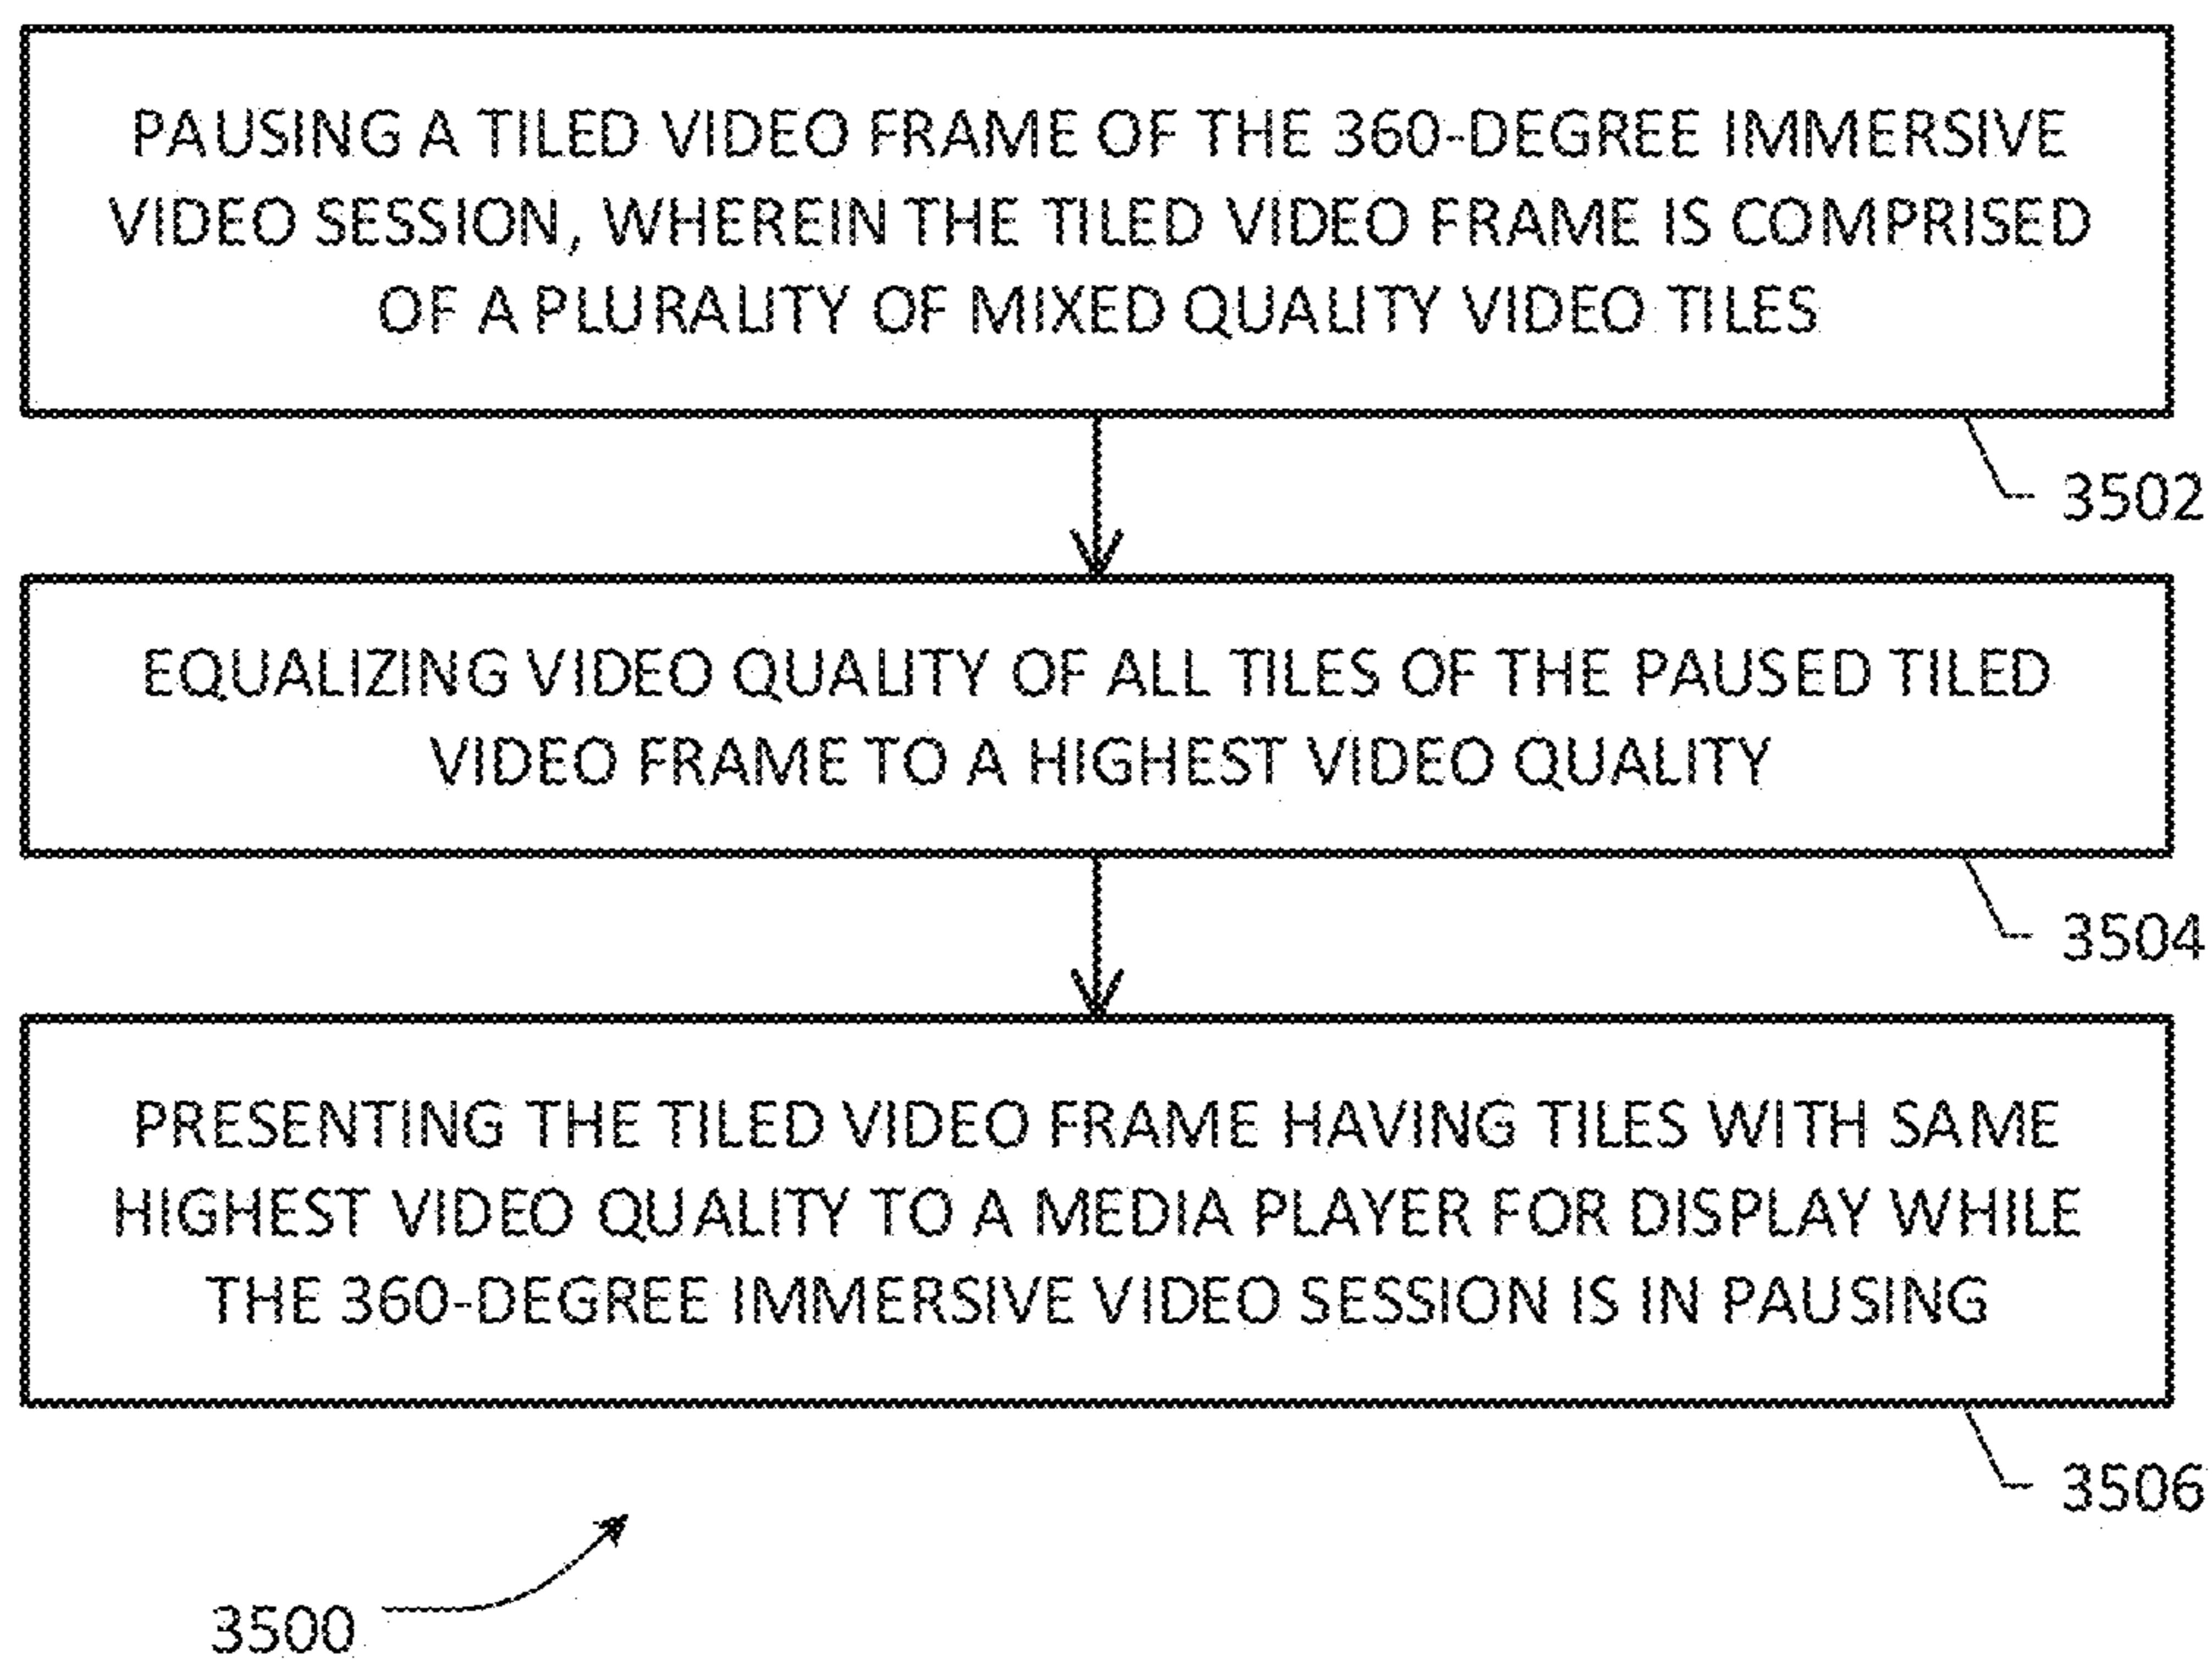 PAUSING A TILED VIDEO FRAME OF THE 360-DEGREE IMMERSIVE
VIDEO SESSION, WHEREIN THE TILED VIDEO FRAME IS COMPRISED
OF A PLURALITY OF MIXED QUALITY VIDEO TILES
3502
EQUALIZING VIDEO QUALITY OF ALL TILES OF THE PAUSED TILED
VIDEO FRAME TO A HIGHEST VIDEO QUALITY
3504
PRESENTING THE TILED VIDEO FRAME HAVING TILES WITH SAME
HIGHEST VIDEO QUALITY TO A MEDIA PLAYER FOR DISPLAY WHILE
THE 360-DEGREE IMMERSIVE VIDEO SESSION IS IN PAUSING
3506
3500